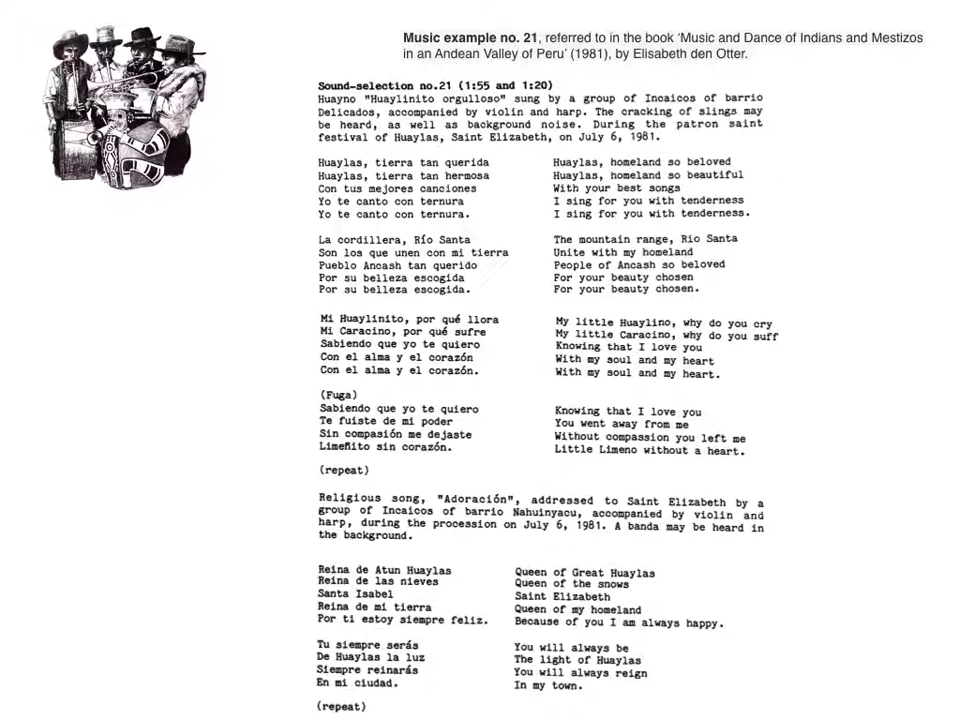 Music example no. 21, referred to in the book ‘Music and Dance of Indians and Mestizos
in an Andean Valley of Peru’ (1981), by Elisabeth den Otter.
Sound-selection no.21 (1:55 and 1:20)
Huayno "Huaylinito orgulloso" sung by a group of Incaicos of barrio
Delicados, accompanied by violin and harp. The cracking of slings may
be heard, as well as background noise. During the patron saint
festival of Huaylas, Saint Elizabeth, on July 6, 1981.
Huaylas, tierra tan querida
Huaylas, tierra tan hermosa
Con tus mejores canciones
Yo te canto con ternura
Yo te canto con ternura.
Huaylas, homeland so beloved
Huaylas, homeland so beautiful
With your best songs
I sing for you with tenderness
I sing for you with tenderness.
La cordillera, Río Santa
Son los que unen con mi tierra
Pueblo Ancash tan querido
Por su belleza escogida
Por su belleza escogida.
The mountain range, Rio Santa
Unite with my homeland
People of Ancash so beloved
For your beauty chosen
For your beauty chosen.
Mi Huaylinito, por qué llora
Mi Caracino, por qué sufre
Sabiendo que yo te quiero
Con el alma y el corazón
Con el alma y el corazón.
My little Huaylino, why do you cry
My little Caracino, why do you suff
Knowing that I love you
With my soul and my heart
With my soul and my heart.
(Fuga)
Sabiendo que yo te quiero
Te fuiste de mi poder
Sin compasión me dejaste
Limeñito sin corazón.
Knowing that I love you
You went away from me
Without compassion you left me
Little Limeno without a heart.
(repeat)
Religious song, "Adoración", addressed to Saint Elizabeth by a
group of Incaicos of barrio Nahuinyacu, accompanied by violin and
harp, during the procession on July 6, 1981. A banda may be heard in
the background.
Reina de Atun Huaylas
Reina de las nieves
Santa Isabel
Reina de mi tierra
Por ti estoy siempre feliz.
Queen of Great Huaylas
Queen of the snows
Saint Elizabeth
Queen of my homeland
Because of you I am always happy.
Tu siempre serás
De Huaylas la luz
Siempre reinarás
En mi ciudad.
You will always be
The light of Huaylas
You will always reign
In my town.
(repeat)